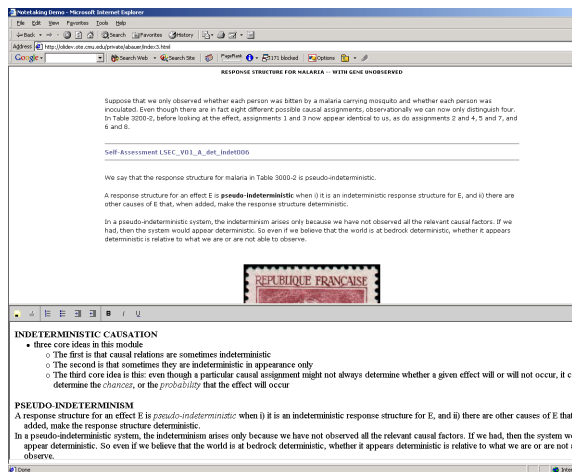 Notetaking Demo - Microsoft Internet Explorer
File Edit View Favorites Tools Help
Back Search Favorites History
Address http://olidev.ote.cmu.edu/private/abauer/index3.html
Google Search Web Search Site PageRank 1171 blocked Options
RESPONSE STRUCTURE FOR MALARIA -- WITH GENE UNOBSERVED
Suppose that we only observed whether each person was bitten by a malaria carrying mosquito and whether each person was
inoculated. Even though there are in fact eight different possible causal assignments, observationally we can now only distinguish four.
In Table 3200-2, before looking at the effect, assignments 1 and 3 now appear identical to us, as do assignments 2 and 4, 5 and 7, and
6 and 8.
Self-Assessment LSEC_V01_A_det_indet006
We say that the response structure for malaria in Table 3000-2 is pseudo-deterministic.
A response structure for an effect E is pseudo-indeterministic when i) it is an indeterministic response structure for E, and ii) there are
other causes of E that, when added, make the response structure deterministic.
In a pseudo-indeterministic system, the indeterminism arises only because we have not observed all the relevant causal factors. If we
had, then the system would appear deterministic. So even if we believe that the world is at bedrock deterministic, whether it appears
deterministic is relative to what we are or are not able to observe.
REPUBLIQUE FRANCAISE
B I U
INDETERMINISTIC CAUSATION
• three core ideas in this module
o The first is that causal relations are sometimes indeterministic
o The second is that sometimes they are indeterministic in appearance only
o The third core idea is this: even though a particular causal assignment might not always determine whether a given effect will or will not occur, it c
determine the chances, or the probability that the effect will occur
PSEUDO-INDETERMINISM
A response structure for an effect E is pseudo-indeterministic when i) it is an indeterministic response structure for E, and ii) there are other causes of E that
added, make the response structure deterministic.
In a pseudo-indeterministic system, the indeterminism arises only because we have not observed all the relevant causal factors. If we had, then the system wo
appear deterministic. So even if we believe that the world is at bedrock deterministic, whether it appears deterministic is relative to what we are or are not a
observe.
Done Inter